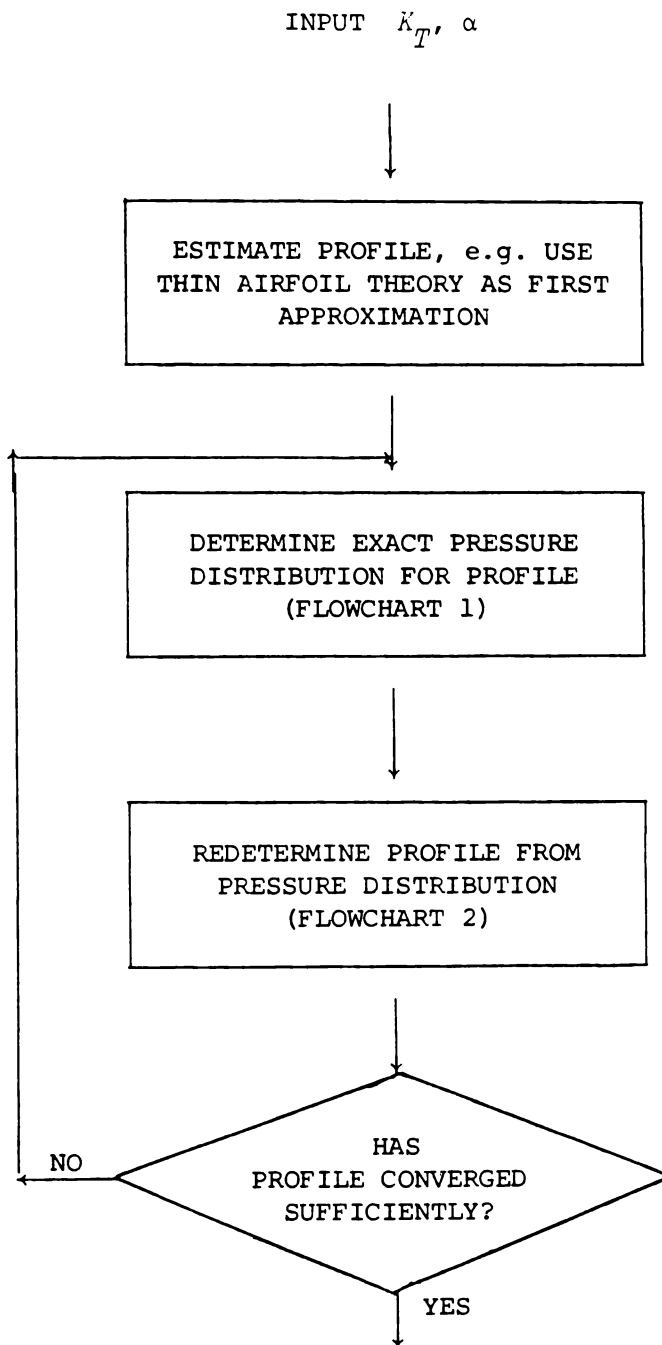 INPUT K_T, α
ESTIMATE PROFILE, e.g. USE
THIN AIRFOIL THEORY AS FIRST
APPROXIMATION
DETERMINE EXACT PRESSURE
DISTRIBUTION FOR PROFILE
(FLOWCHART 1)
REDETERMINE PROFILE FROM
PRESSURE DISTRIBUTION
(FLOWCHART 2)
HAS
PROFILE CONVERGED
SUFFICIENTLY?
NO
YES